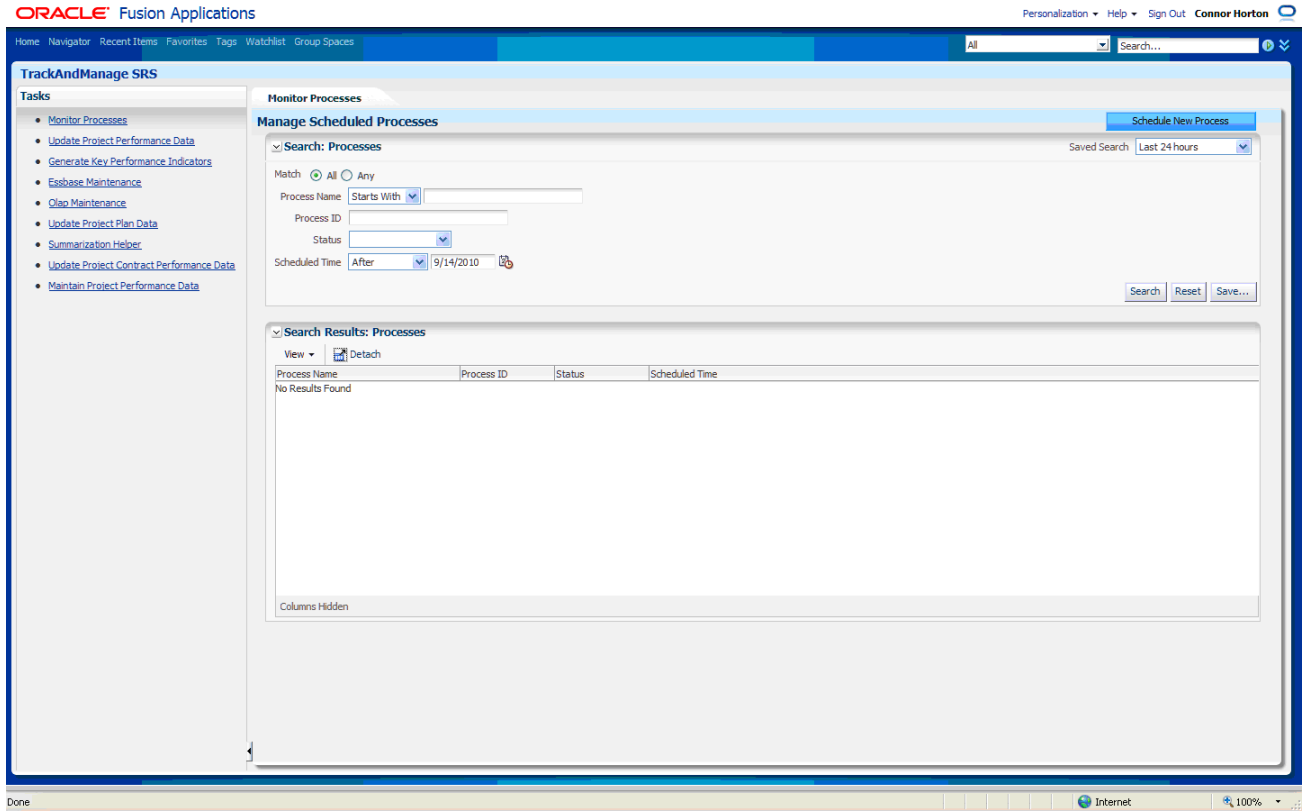 ORACLE Fusion Applications
Personalization Help Sign Out Connor Horton
Home Navigator Recent Items Favorites Tags Watchlist Group Spaces
All Search...
TrackAndManage SRS
Tasks
Monitor Processes
Update Project Performance Data
Generate Key Performance Indicators
Essbase Maintenance
Olap Maintenance
Update Project Plan Data
Summarization Helper
Update Project Contract Performance Data
Maintain Project Performance Data
Monitor Processes
Manage Scheduled Processes
Schedule New Process
Search: Processes
Saved Search Last 24 hours
Match All Any
Process Name Starts With
Process ID
Status
Scheduled Time After 9/14/2010
Search Reset Save...
Search Results: Processes
View Detach
Process Name Process ID Status Scheduled Time
No Results Found
Columns Hidden
Done Internet 100%